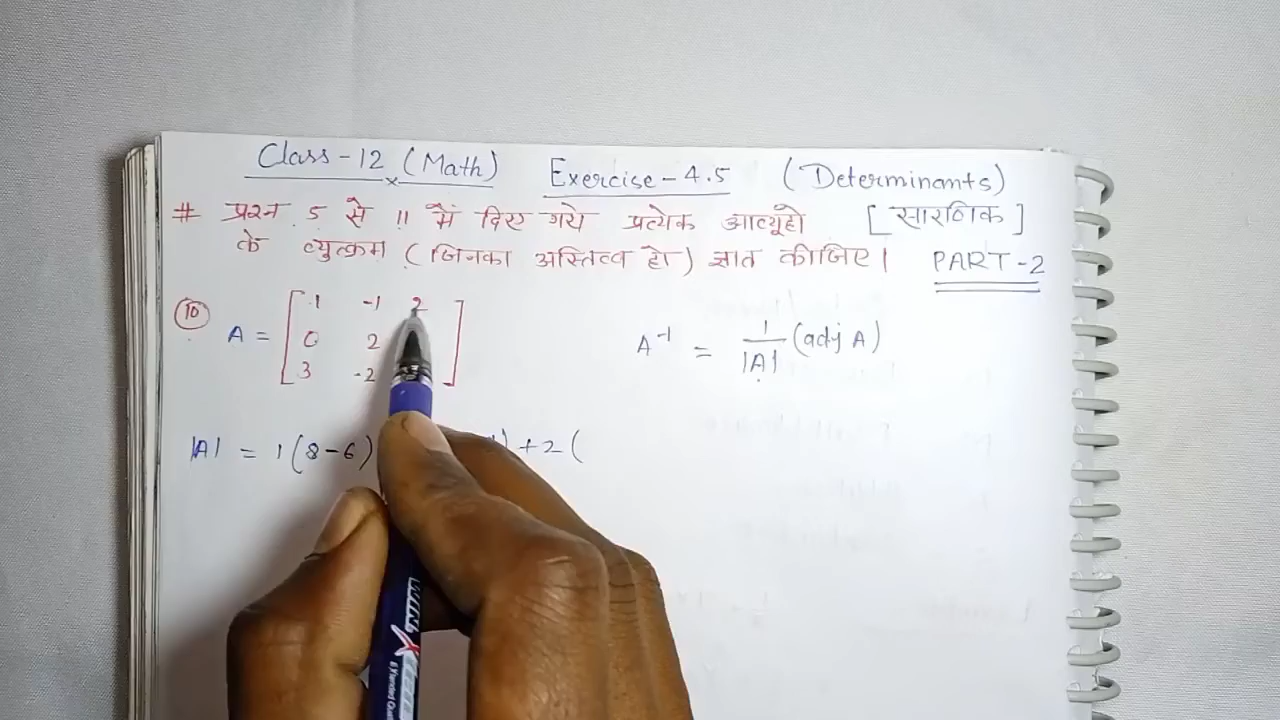 Class-12 (Math) Exercise-4.5 (Determinants)
# प्रश्न 5 से 11 में दिए गये प्रत्येक आव्यूहो [सारणिक]
के व्युत्क्रम (जिनका अस्तित्व हो) ज्ञात कीजिए। PART-2
10
1 -1 2
A = 0 2
3 -2
A⁻¹ = 1/|A| (adj A)
|A| = 1(8-6) ) +2(